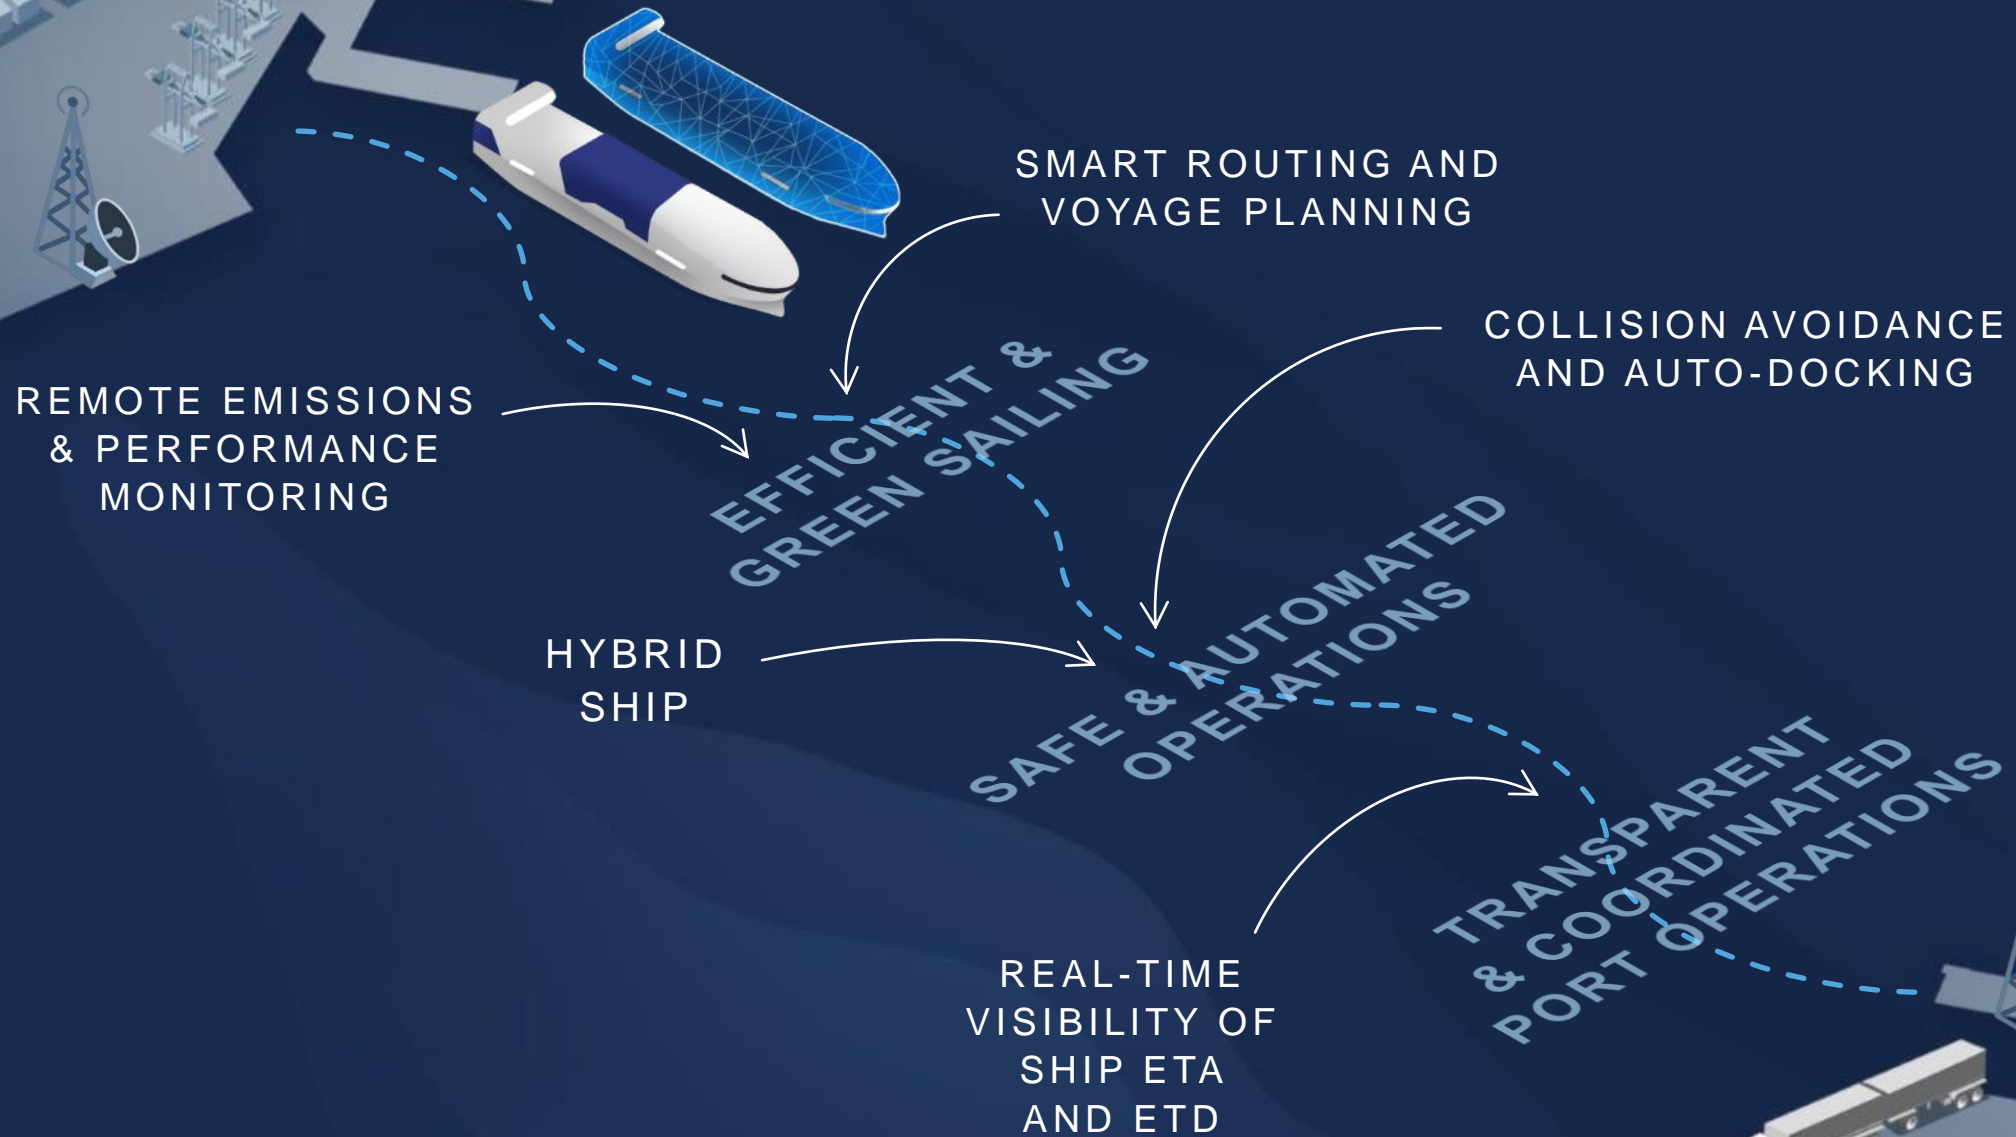 SMART ROUTING AND
VOYAGE PLANNING
COLLISION AVOIDANCE
AND AUTO-DOCKING
REMOTE EMISSIONS
& PERFORMANCE
MONITORING
EFFICIENT &
GREEN SAILING
HYBRID
SHIP
SAFE & AUTOMATED
OPERATIONS
TRANSPARENT
& COORDINATED
PORT OPERATIONS
REAL-TIME
VISIBILITY OF
SHIP ETA
AND ETD